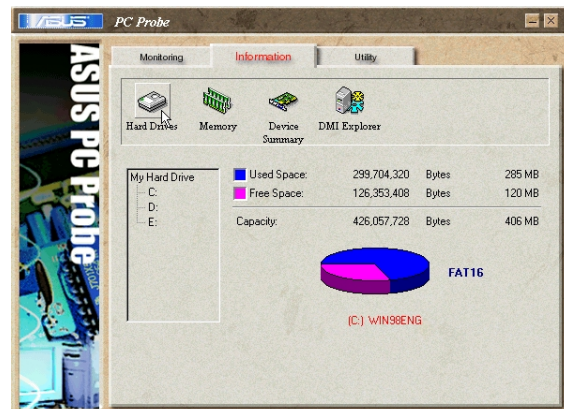 ASUS PC Probe
Monitoring Information Utility
Hard Drives Memory Device Summary DMI Explorer
ASUS PC Probe
My Hard Drive
C:
D:
E:
Used Space: 299,704,320 Bytes 285 MB
Free Space: 126,353,408 Bytes 120 MB
Capacity: 426,057,728 Bytes 406 MB
FAT16
(C:) WIN98ENG